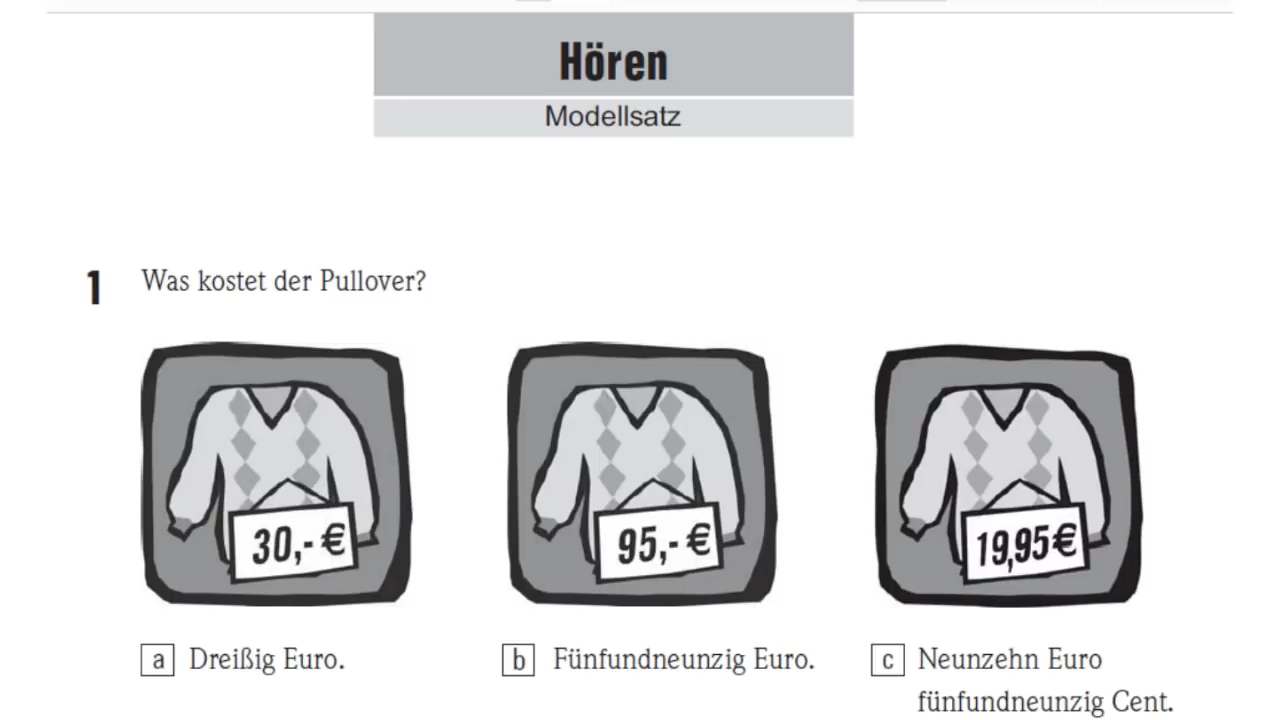 Hören
Modellsatz
1 Was kostet der Pullover?
30,- € 95,- € 19,95 €
a Dreißig Euro. b Fünfundneunzig Euro. c Neunzehn Euro
fünfundneunzig Cent.